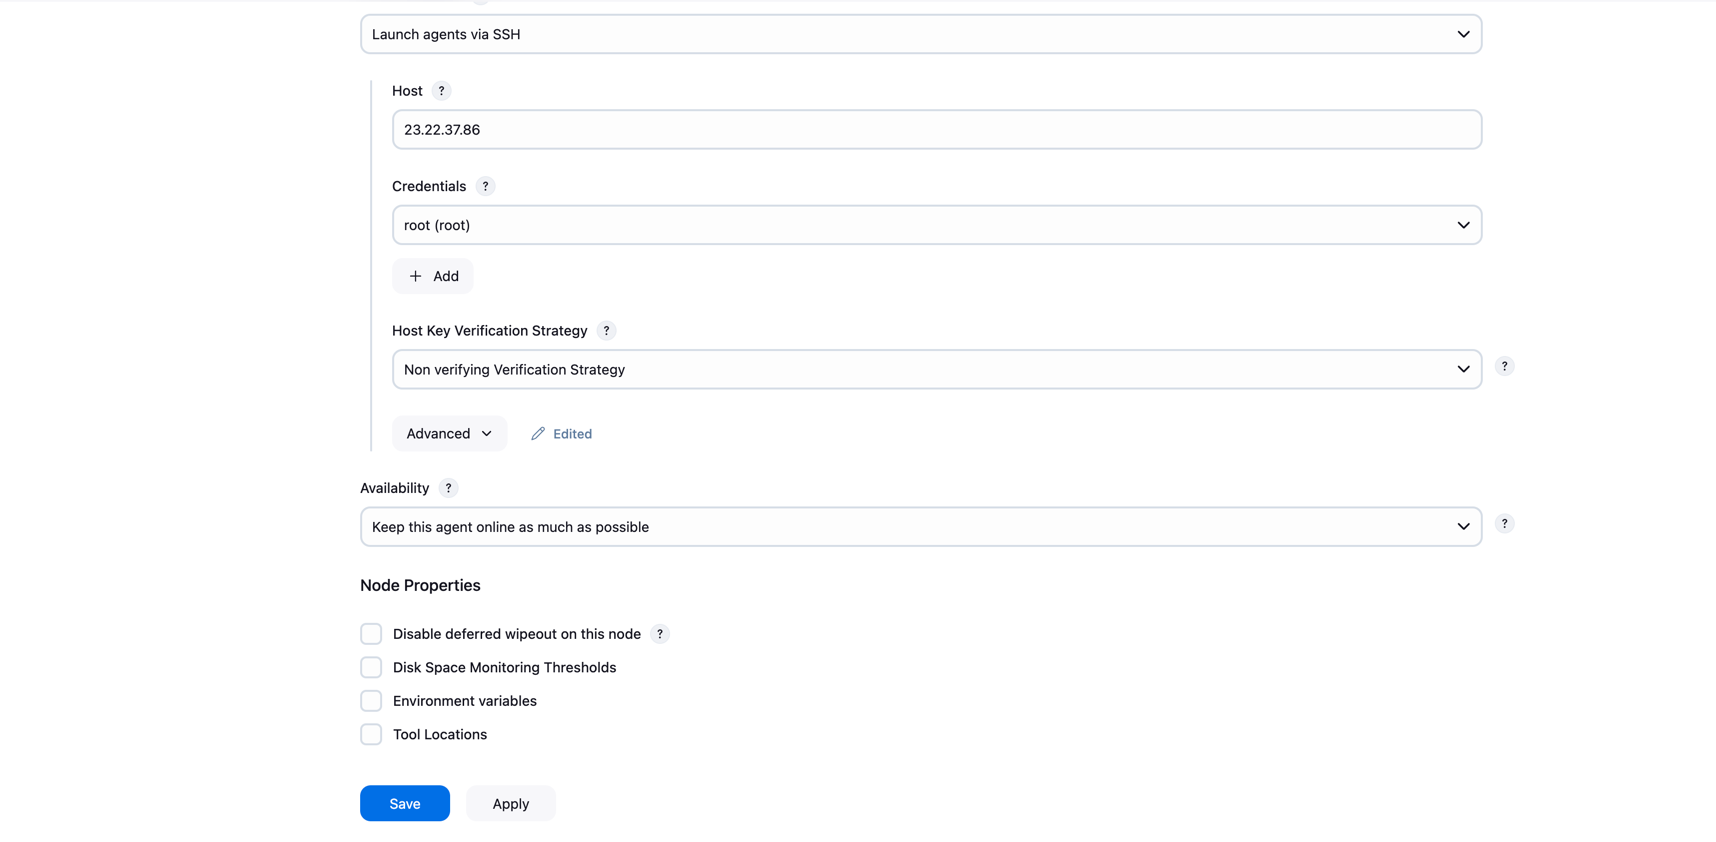 Launch agents via SSH
Host ?
23.22.37.86
Credentials ?
root (root)
+ Add
Host Key Verification Strategy ?
Non verifying Verification Strategy
?
Advanced
Edited
Availability ?
Keep this agent online as much as possible
?
Node Properties
Disable deferred wipeout on this node ?
Disk Space Monitoring Thresholds
Environment variables
Tool Locations
Save Apply